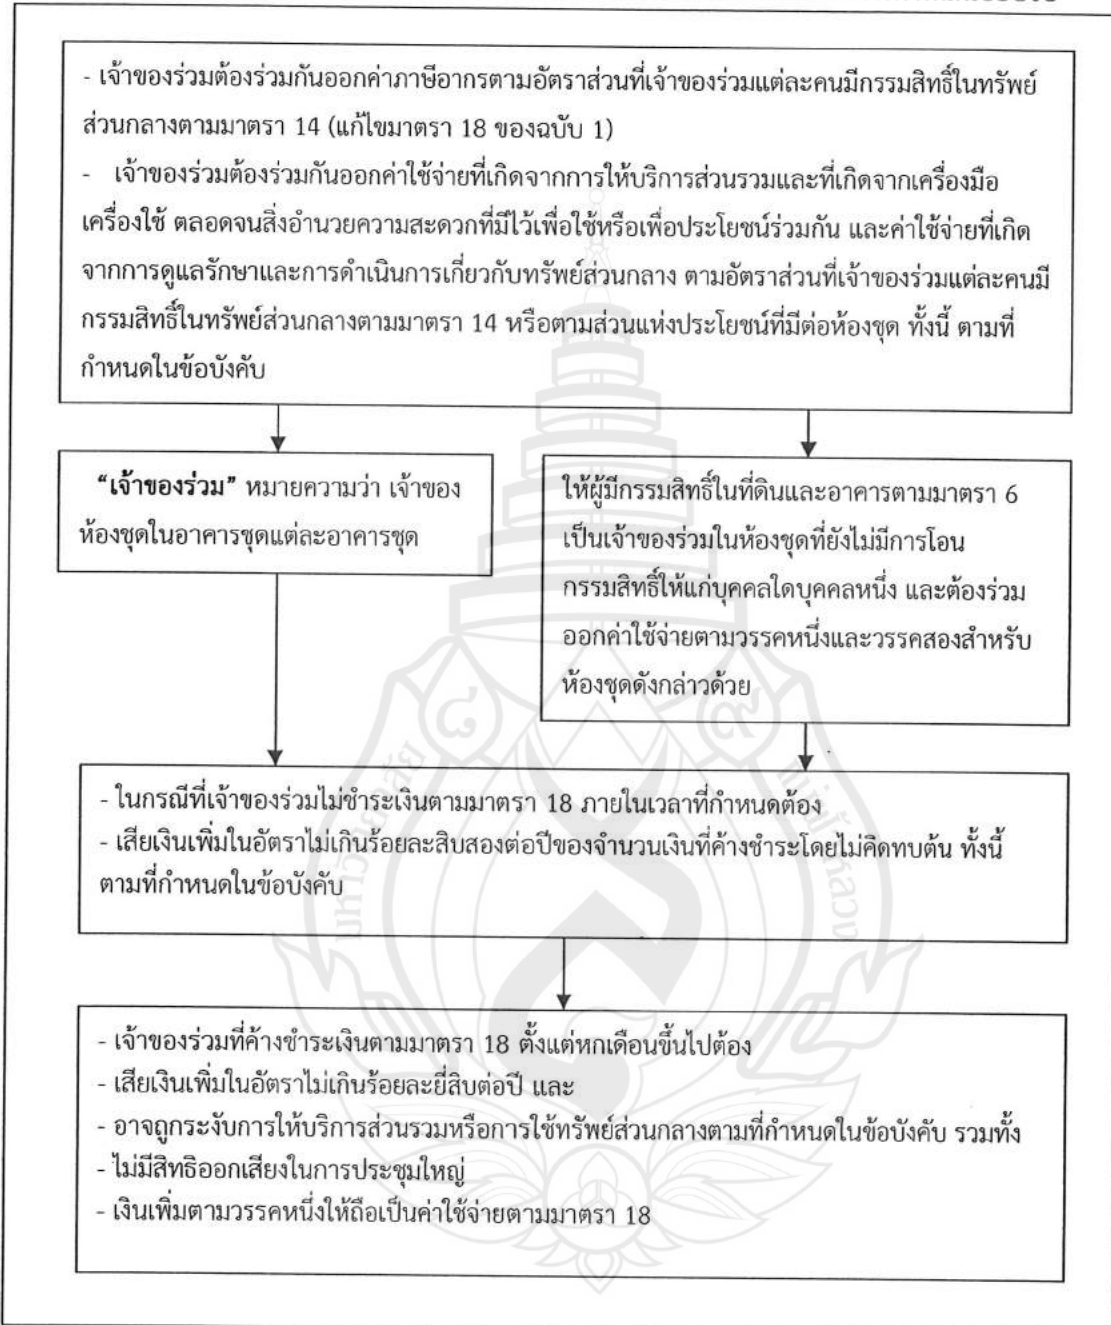 - เจ้าของร่วมต้องร่วมกันออกค่าภาษีอากรตามอัตราส่วนที่เจ้าของร่วมแต่ละคนมีกรรมสิทธิ์ในทรัพย์
ส่วนกลางตามมาตรา 14 (แก้ไขมาตรา 18 ของฉบับ 1)
- เจ้าของร่วมต้องร่วมกันออกค่าใช้จ่ายที่เกิดจากการให้บริการส่วนรวมและที่เกิดจากเครื่องมือ
เครื่องใช้ ตลอดจนสิ่งอำนวยความสะดวกที่มีไว้เพื่อใช้หรือเพื่อประโยชน์ร่วมกัน และค่าใช้จ่ายที่เกิด
จากการดูแลรักษาและการดำเนินการเกี่ยวกับทรัพย์ส่วนกลาง ตามอัตราส่วนที่เจ้าของร่วมแต่ละคนมี
กรรมสิทธิ์ในทรัพย์ส่วนกลางตามมาตรา 14 หรือตามส่วนแห่งประโยชน์ที่มีต่อห้องชุด ทั้งนี้ ตามที่
กำหนดในข้อบังคับ
“เจ้าของร่วม” หมายความว่า เจ้าของ
ห้องชุดในอาคารชุดแต่ละอาคารชุด
ให้ผู้มีกรรมสิทธิ์ในที่ดินและอาคารตามมาตรา 6
เป็นเจ้าของร่วมในห้องชุดที่ยังไม่มีการโอน
กรรมสิทธิ์ให้แก่บุคคลใดบุคคลหนึ่ง และต้องร่วม
ออกค่าใช้จ่ายตามวรรคหนึ่งและวรรคสองสำหรับ
ห้องชุดดังกล่าวด้วย
- ในกรณีที่เจ้าของร่วมไม่ชำระเงินตามมาตรา 18 ภายในเวลาที่กำหนดต้อง
- เสียเงินเพิ่มในอัตราไม่เกินร้อยละสิบสองต่อปีของจำนวนเงินที่ค้างชำระโดยไม่คิดทบต้น ทั้งนี้
ตามที่กำหนดในข้อบังคับ
- เจ้าของร่วมที่ค้างชำระเงินตามมาตรา 18 ตั้งแต่หกเดือนขึ้นไปต้อง
- เสียเงินเพิ่มในอัตราไม่เกินร้อยละยี่สิบต่อปี และ
- อาจถูกระงับการให้บริการส่วนรวมหรือการใช้ทรัพย์ส่วนกลางตามที่กำหนดในข้อบังคับ รวมทั้ง
- ไม่มีสิทธิออกเสียงในการประชุมใหญ่
- เงินเพิ่มตามวรรคหนึ่งให้ถือเป็นค่าใช้จ่ายตามมาตรา 18